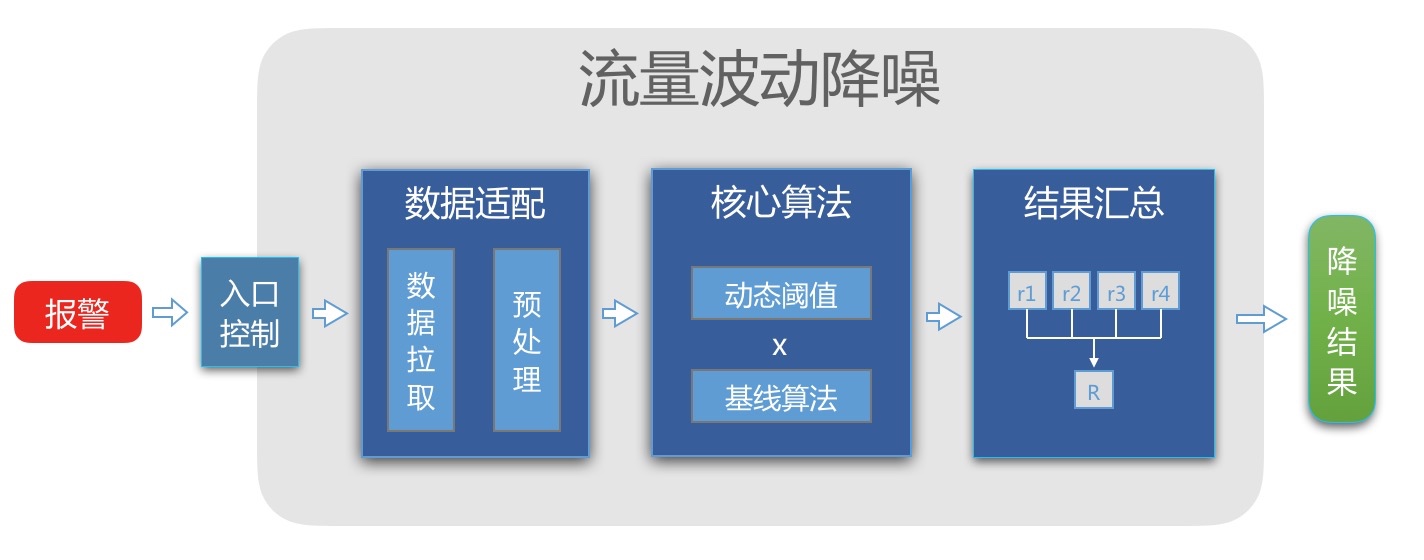 流量波动降噪
报警
入口
控制
数据适配
数据拉取
预处理
核心算法
动态阈值
x
基线算法
结果汇总
r1 r2 r3 r4
R
降噪结果